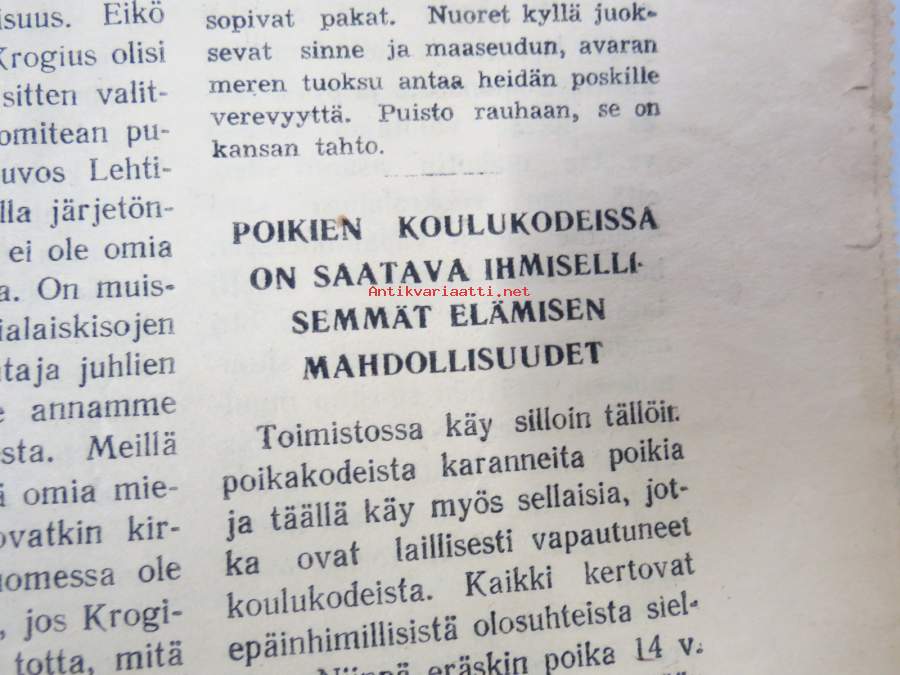 isuus. Eikö
Krogius olisi
sitten valit-
omitean pu-
uvos Lehti-
lla järjetön-
ei ole omia
a. On muis-
ialaiskisojen
taja juhlien
e annamme
sta. Meillä
ä omia mie-
ovatkin kir-
uomessa ole
, jos Krogi-
totta, mitä
sopivat pakat. Nuoret kyllä juok-
sevat sinne ja maaseudun, avaran
meren tuoksu antaa heidän poskille
verevyyttä. Puisto rauhaan, se on
kansan tahto.
POIKIEN KOULUKODEISSA
ON SAATAVA IHMISELLI-
Antikvariaatti.net
SEMMÄT ELÄMISEN
MAHDOLLISUUDET
Toimistossa käy silloin tällöin
poikakodeista karanneita poikia
ja täällä käy myös sellaisia, jot-
ka ovat laillisesti vapautuneet
koulukodeista. Kaikki kertovat
epäinhimillisistä olosuhteista siel-
Niinpä eräskin poika 14 v.